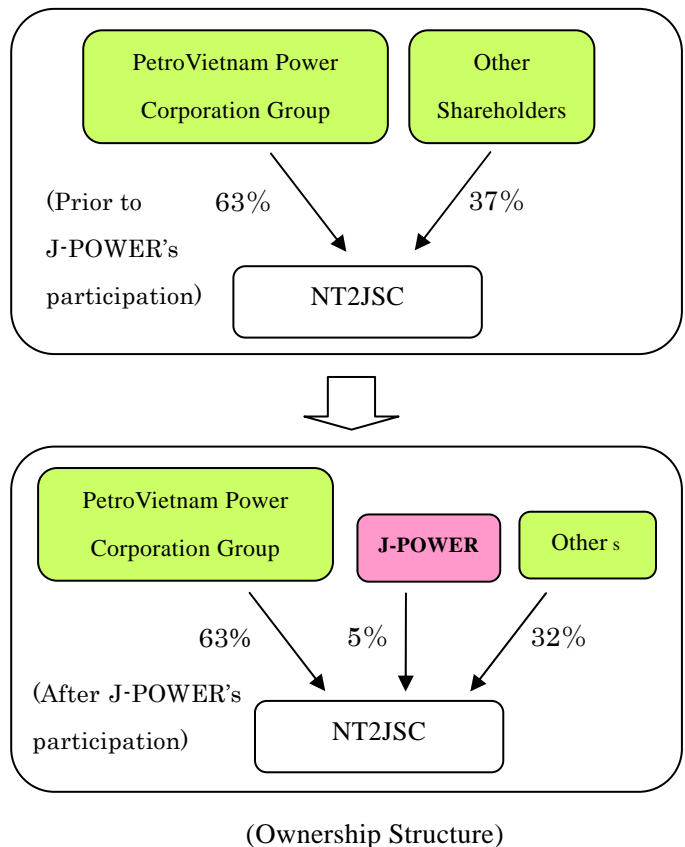 PetroVietnam Power
Corporation Group
Other
Shareholders
(Prior to
J-POWER's
participation)
63%
37%
NT2JSC
PetroVietnam Power
Corporation Group
J-POWER
Other s
63%
5%
32%
(After J-POWER's
participation)
NT2JSC
(Ownership Structure)